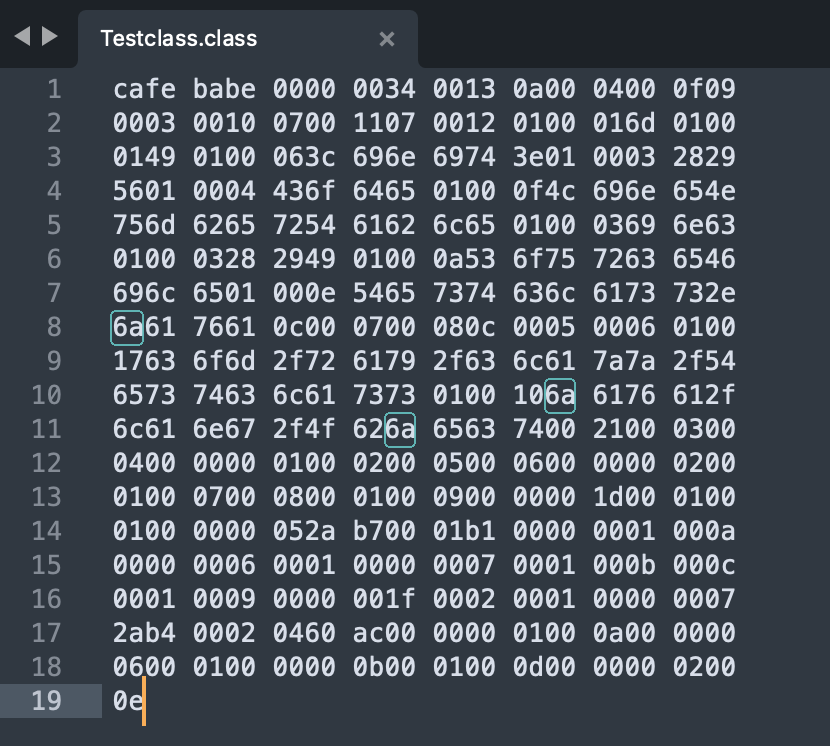 Testclass.class
1 cafe babe 0000 0034 0013 0a00 0400 0f09
2 0003 0010 0700 1107 0012 0100 016d 0100
3 0149 0100 063c 696e 6974 3e01 0003 2829
4 5601 0004 436f 6465 0100 0f4c 696e 654e
5 756d 6265 7254 6162 6c65 0100 0369 6e63
6 0100 0328 2949 0100 0a53 6f75 7263 6546
7 696c 6501 000e 5465 7374 636c 6173 732e
8 6a61 7661 0c00 0700 080c 0005 0006 0100
9 1763 6f6d 2f72 6179 2f63 6c61 7a7a 2f54
10 6573 7463 6c61 7373 0100 106a 6176 612f
11 6c61 6e67 2f4f 626a 6563 7400 2100 0300
12 0400 0000 0100 0200 0500 0600 0000 0200
13 0100 0700 0800 0100 0900 0000 1d00 0100
14 0100 0000 052a b700 01b1 0000 0001 000a
15 0000 0006 0001 0000 0007 0001 000b 000c
16 0001 0009 0000 001f 0002 0001 0000 0007
17 2ab4 0002 0460 ac00 0000 0100 0a00 0000
18 0600 0100 0000 0b00 0100 0d00 0000 0200
19 0e